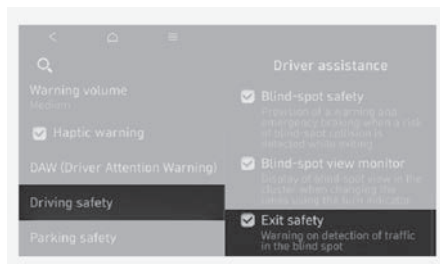 Warning volume
Medium
Haptic warning
DAW (Driver Attention Warning)
Driving safety
Parking safety
Driver assistance
Blind-spot safety
Provision of a warning and
emergency braking when a risk
of blind-spot collision is
detected while exiting
Blind-spot view monitor
Display of blind-spot view in the
cluster when changing the
lanes using the turn indicator
Exit safety
Warning on detection of traffic
in the blind spot